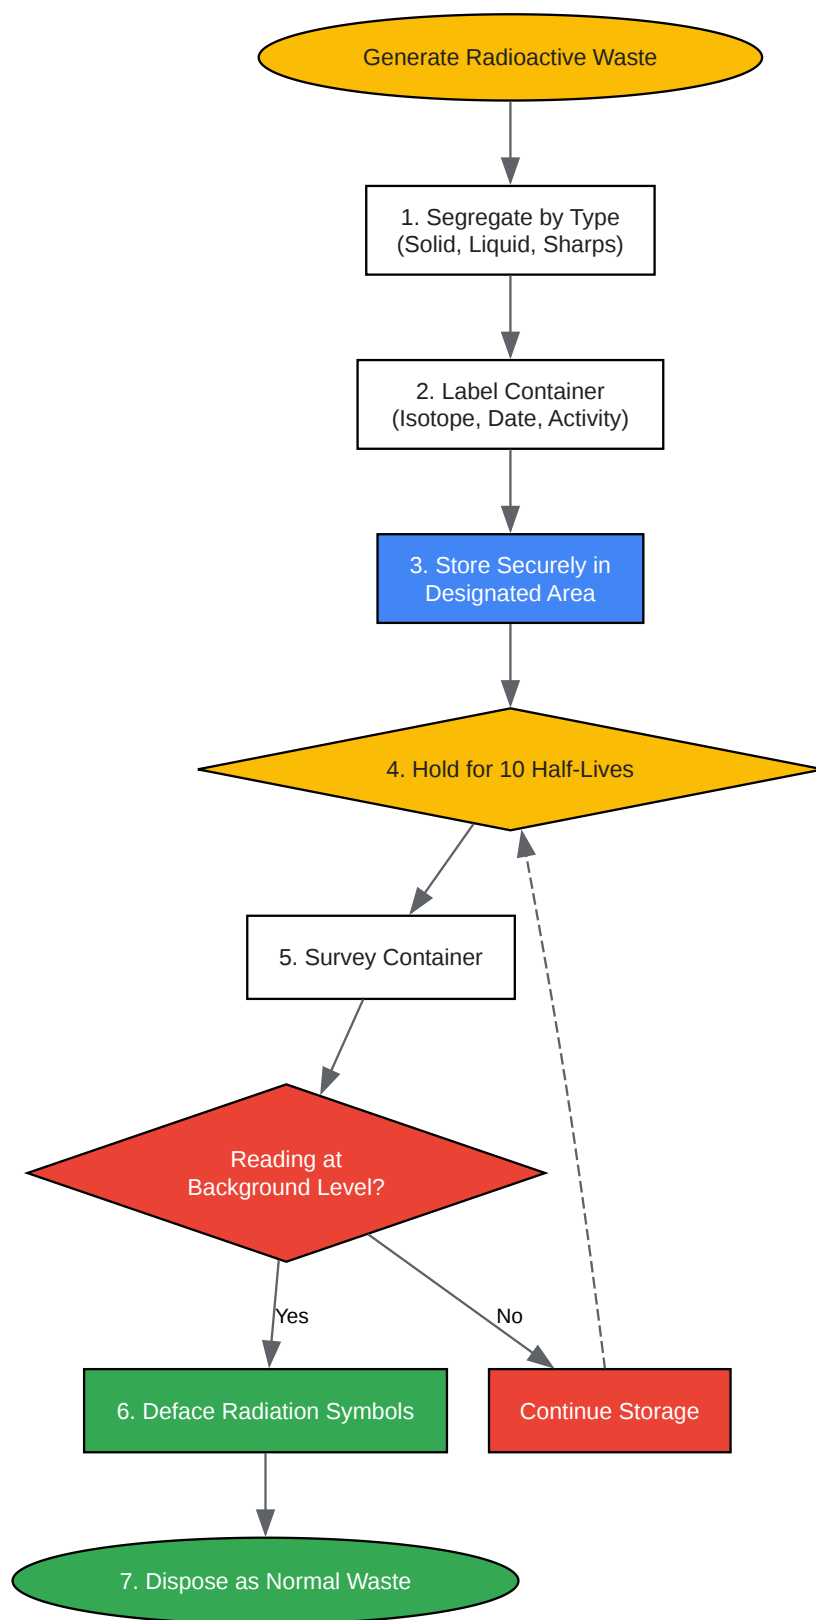 Generate Radioactive Waste
1. Segregate by Type
(Solid, Liquid, Sharps)
2. Label Container
(Isotope, Date, Activity)
3. Store Securely in
Designated Area
4. Hold for 10 Half-Lives
5. Survey Container
Reading at
Background Level?
Yes
No
6. Deface Radiation Symbols
Continue Storage
7. Dispose as Normal Waste